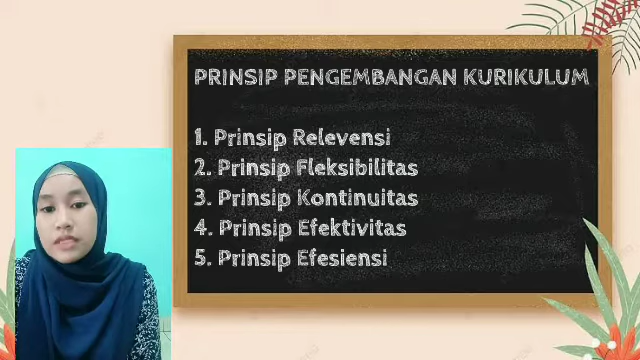 PRINSIP PENGEMBANGAN KURIKULUM
1. Prinsip Relevensi
2. Prinsip Fleksibilitas
3. Prinsip Kontinuitas
4. Prinsip Efektivitas
5. Prinsip Efesiensi